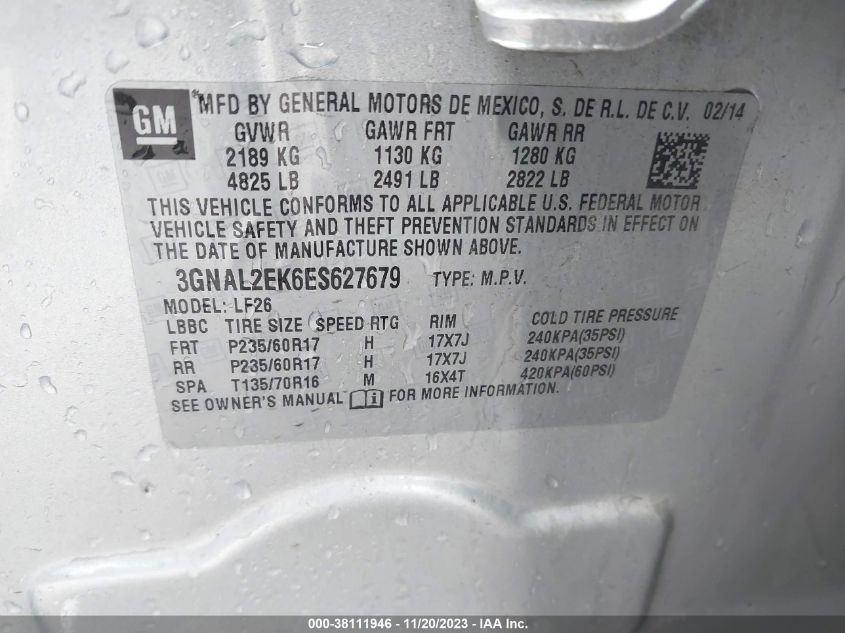 GM
MFD BY GENERAL MOTORS DE MEXICO, S. DE R.L. DE C.V. 02/14
GVWR GAWR FRT GAWR RR
2189 KG 1130 KG 1280 KG
4825 LB 2491 LB 2822 LB
THIS VEHICLE CONFORMS TO ALL APPLICABLE U.S. FEDERAL MOTOR
VEHICLE SAFETY AND THEFT PREVENTION STANDARDS IN EFFECT ON
THE DATE OF MANUFACTURE SHOWN ABOVE.
3GNAL2EK6ES627679 TYPE: M.P.V.
MODEL: LF26
LBBC TIRE SIZE SPEED RTG RIM COLD TIRE PRESSURE
FRT P235/60R17 H 17X7J 240KPA(35PSI)
RR P235/60R17 H 17X7J 240KPA(35PSI)
SPA T135/70R16 M 16X4T 420KPA(60PSI)
SEE OWNER'S MANUAL i FOR MORE INFORMATION.
000-38111946 - 11/20/2023 - IAA Inc.